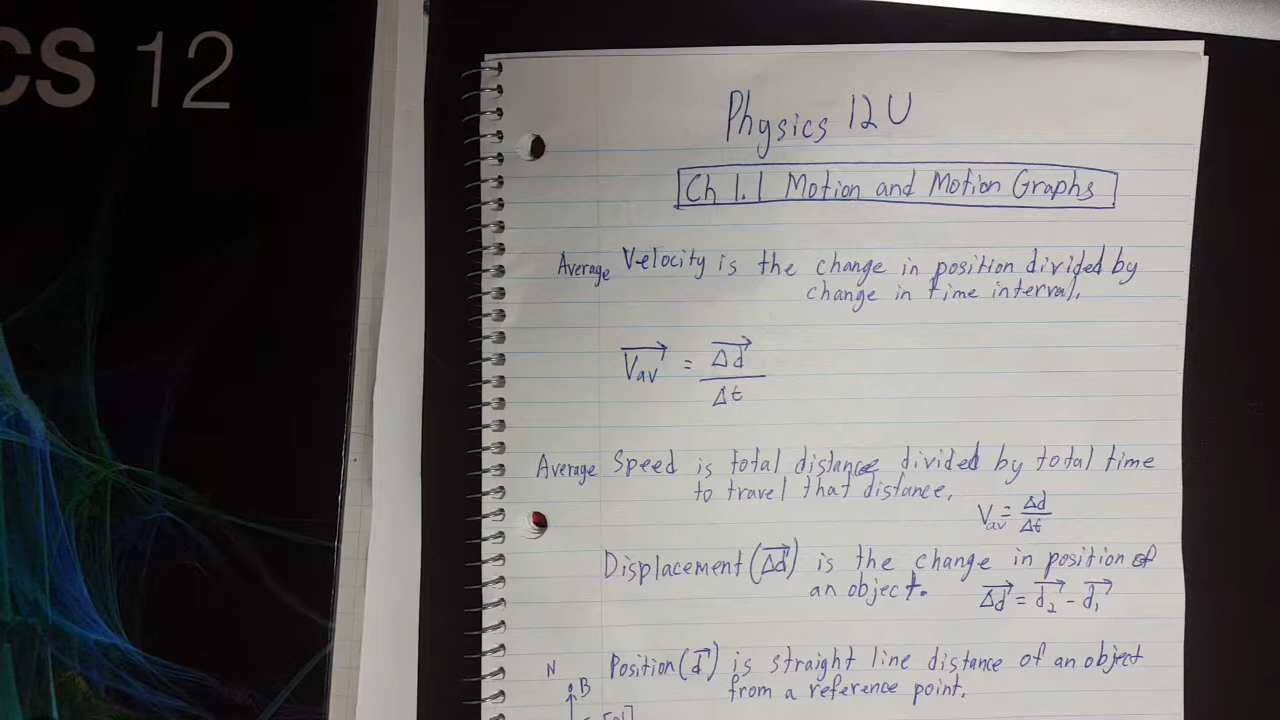 CS 12
Physics 12U
Ch 1.1 Motion and Motion Graphs
Average Velocity is the change in position divided by
change in time interval.
V⃗av = Δd⃗ / Δt
Average Speed is total distance divided by total time
to travel that distance.
Vav = Δd / Δt
Displacement (Δd⃗) is the change in position of
an object. Δd⃗ = d⃗₂ - d⃗₁
Position (d⃗) is straight line distance of an object
from a reference point.
N
B